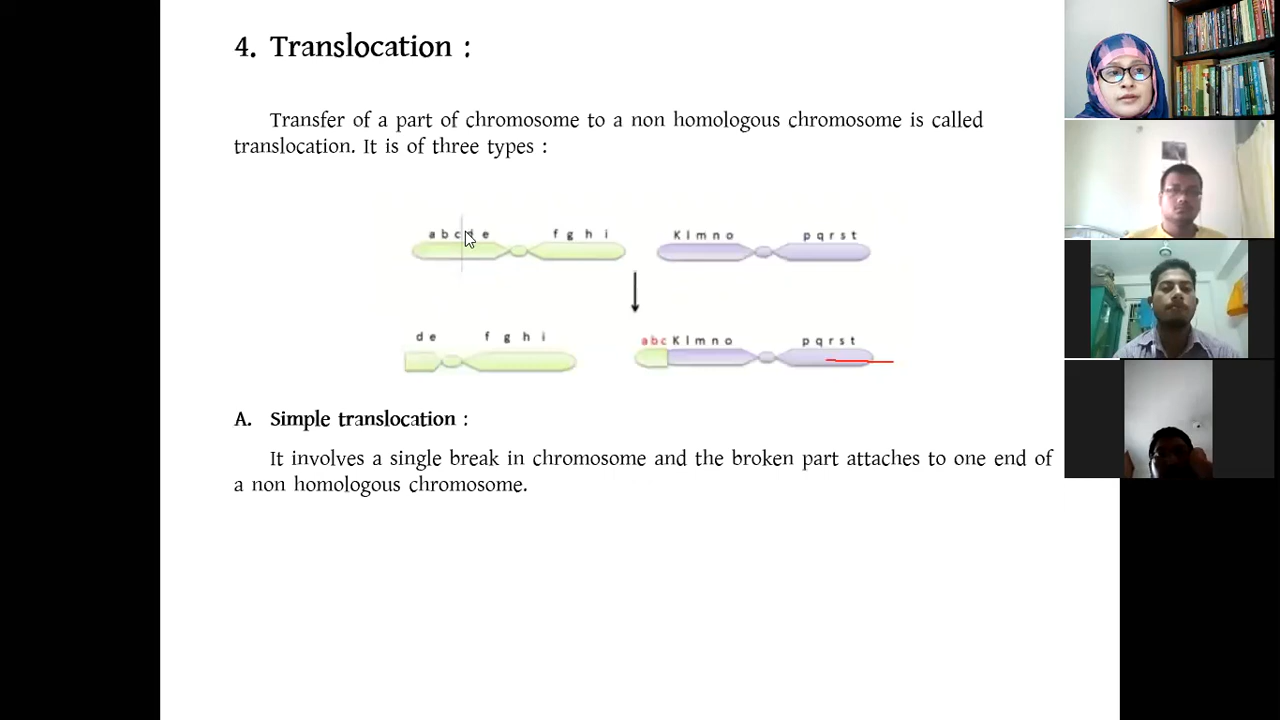 4. Translocation :
Transfer of a part of chromosome to a non homologous chromosome is called
translocation. It is of three types :
a b c d e f g h i K l m n o p q r s t
d e f g h i a b c K l m n o p q r s t
A. Simple translocation :
It involves a single break in chromosome and the broken part attaches to one end of
a non homologous chromosome.